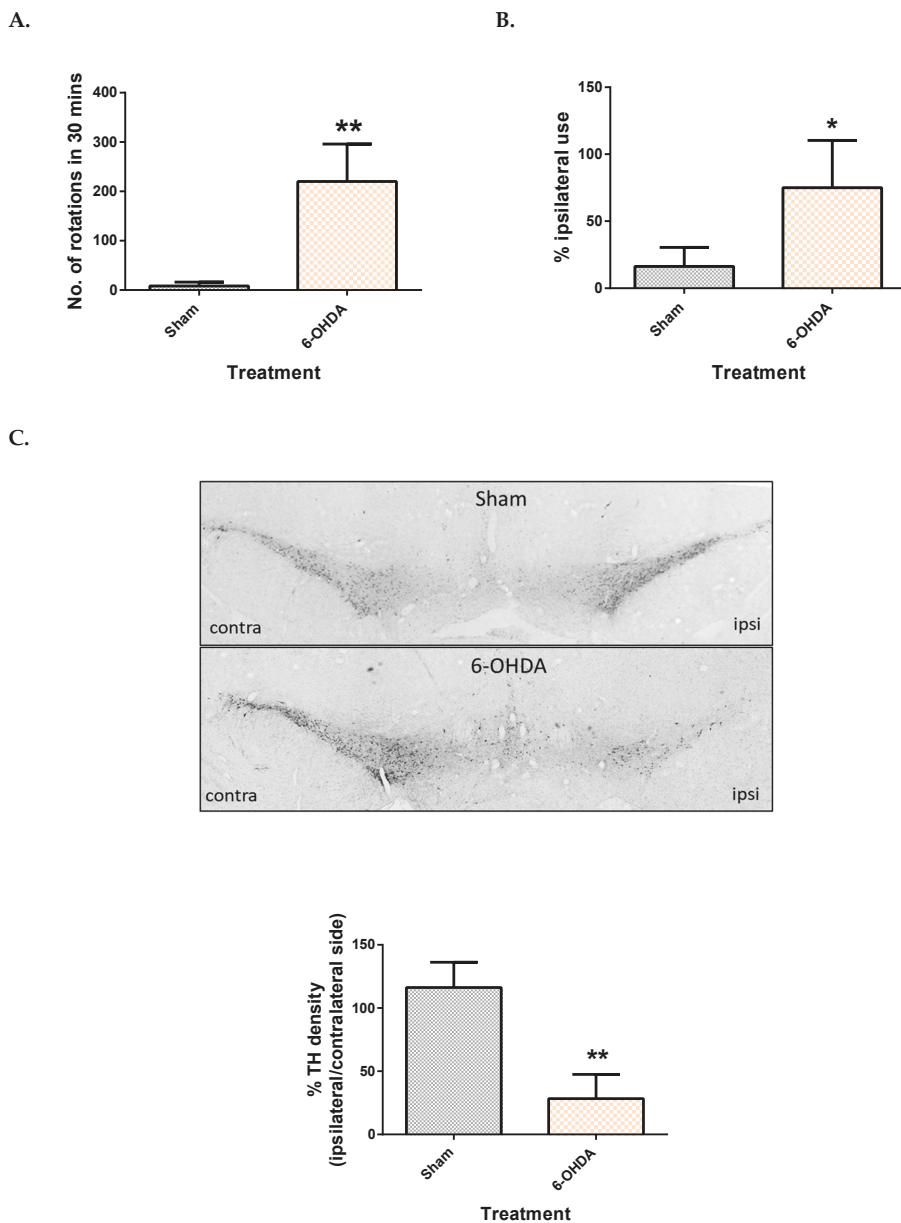 A.
B.
No. of rotations in 30 mins
400
300
200
100
0
**
Sham
6-OHDA
Treatment
% ipsilateral use
150
100
50
0
*
Sham
6-OHDA
Treatment
C.
Sham
contra
ipsi
6-OHDA
contra
ipsi
% TH density
(ipsilateral/contralateral side)
150
100
50
0
**
Sham
6-OHDA
Treatment